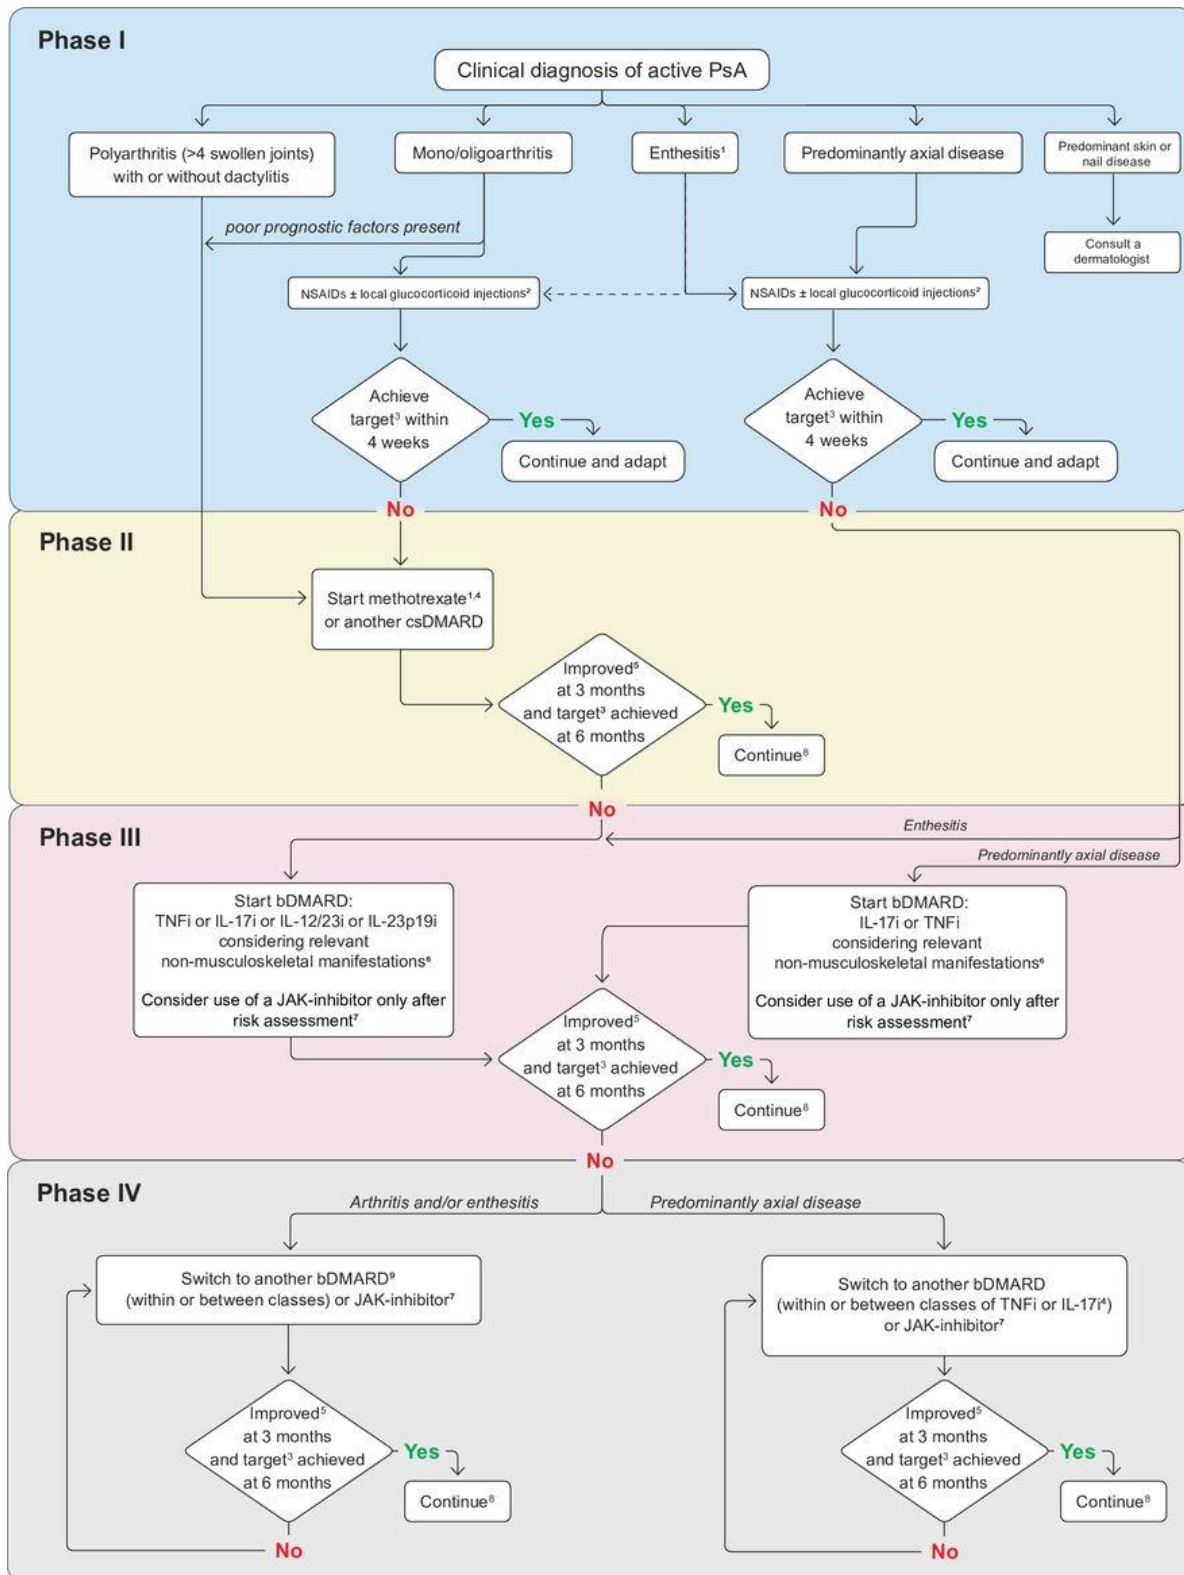 Phase I
Clinical diagnosis of active PsA
Polyarthritis (>4 swollen joints)
with or without dactylitis
Mono/oligoarthritis
Enthesitis¹
Predominantly axial disease
Predominant skin or
nail disease
poor prognostic factors present
Consult a
dermatologist
NSAIDs ± local glucocorticoid injections²
NSAIDs ± local glucocorticoid injections²
Achieve
target³ within
4 weeks
Yes
Continue and adapt
No
Achieve
target³ within
4 weeks
Yes
Continue and adapt
No
Phase II
Start methotrexate¹,⁴
or another csDMARD
Improved⁵
at 3 months
and target³ achieved
at 6 months
Yes
Continue⁸
No
Phase III
Enthesitis
Predominantly axial disease
Start bDMARD:
TNFi or IL-17i or IL-12/23i or IL-23p19i
considering relevant
non-musculoskeletal manifestations⁶
Consider use of a JAK-inhibitor only after
risk assessment⁷
Start bDMARD:
IL-17i or TNFi
considering relevant
non-musculoskeletal manifestations⁶
Consider use of a JAK-inhibitor only after
risk assessment⁷
Improved⁵
at 3 months
and target³ achieved
at 6 months
Yes
Continue⁸
No
Phase IV
Arthritis and/or enthesitis
Predominantly axial disease
Switch to another bDMARD⁹
(within or between classes) or JAK-inhibitor⁷
Improved⁵
at 3 months
and target³ achieved
at 6 months
Yes
Continue⁸
No
Switch to another bDMARD
(within or between classes of TNFi or IL-17i⁴)
or JAK-inhibitor⁷
Improved⁵
at 3 months
and target³ achieved
at 6 months
Yes
Continue⁸
No